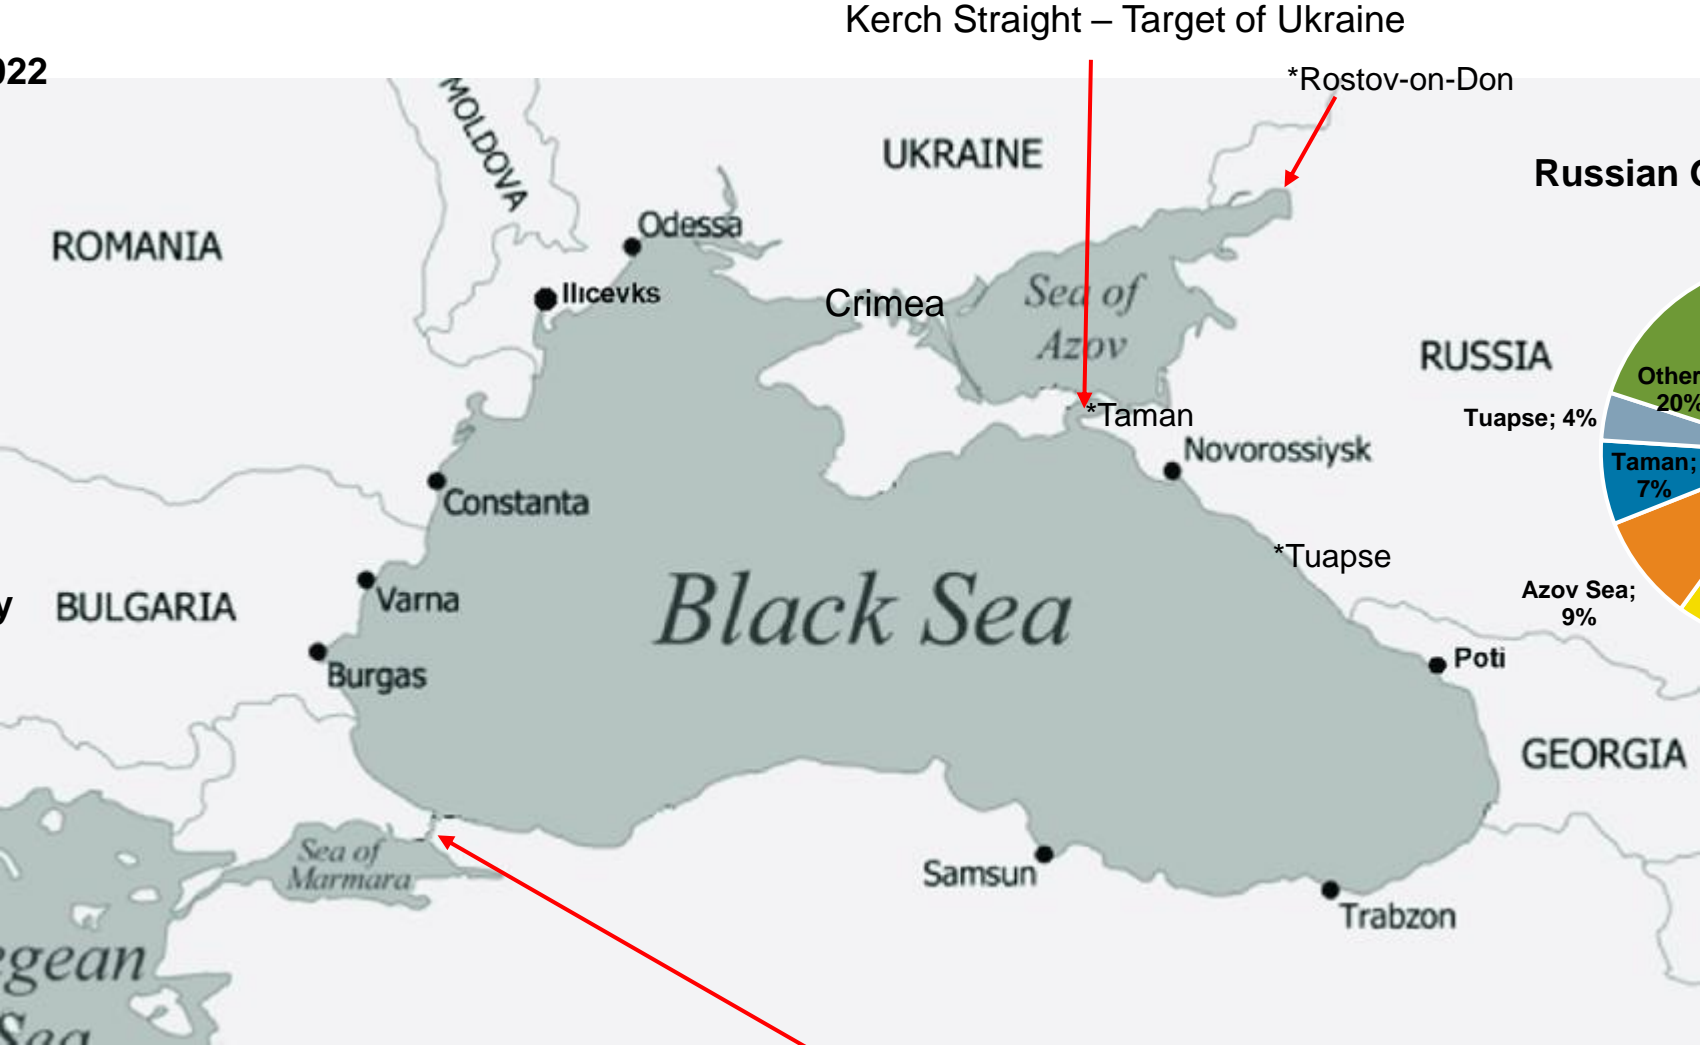 Kerch Straight – Target of Ukraine
022
*Rostov-on-Don
MOLDOVA
UKRAINE
Russian
ROMANIA
Odessa
Ilıcevks
Crimea
Sea of
Azov
RUSSIA
Other
20%
Tuapse; 4%
*Taman
Novorossiysk
Taman;
7%
Constanta
*Tuapse
Black Sea
Varna
BULGARIA
Azov Sea;
9%
y
Poti
Burgas
GEORGIA
Sea of
Marmara
Samsun
Trabzon
egean
Sea